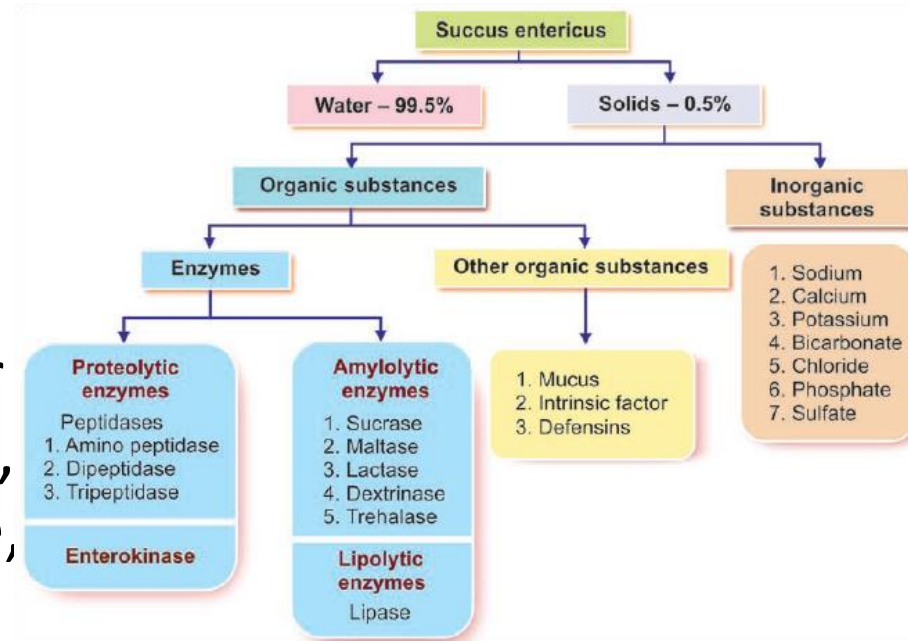 Succus entericus
Water – 99.5%
Solids – 0.5%
Organic substances
Inorganic
substances
Enzymes
Other organic substances
Proteolytic
enzymes
Peptidases
1. Amino peptidase
2. Dipeptidase
3. Tripeptidase
Enterokinase
Amylolytic
enzymes
1. Sucrase
2. Maltase
3. Lactase
4. Dextrinase
5. Trehalase
Lipolytic
enzymes
Lipase
1. Mucus
2. Intrinsic factor
3. Defensins
1. Sodium
2. Calcium
3. Potassium
4. Bicarbonate
5. Chloride
6. Phosphate
7. Sulfate